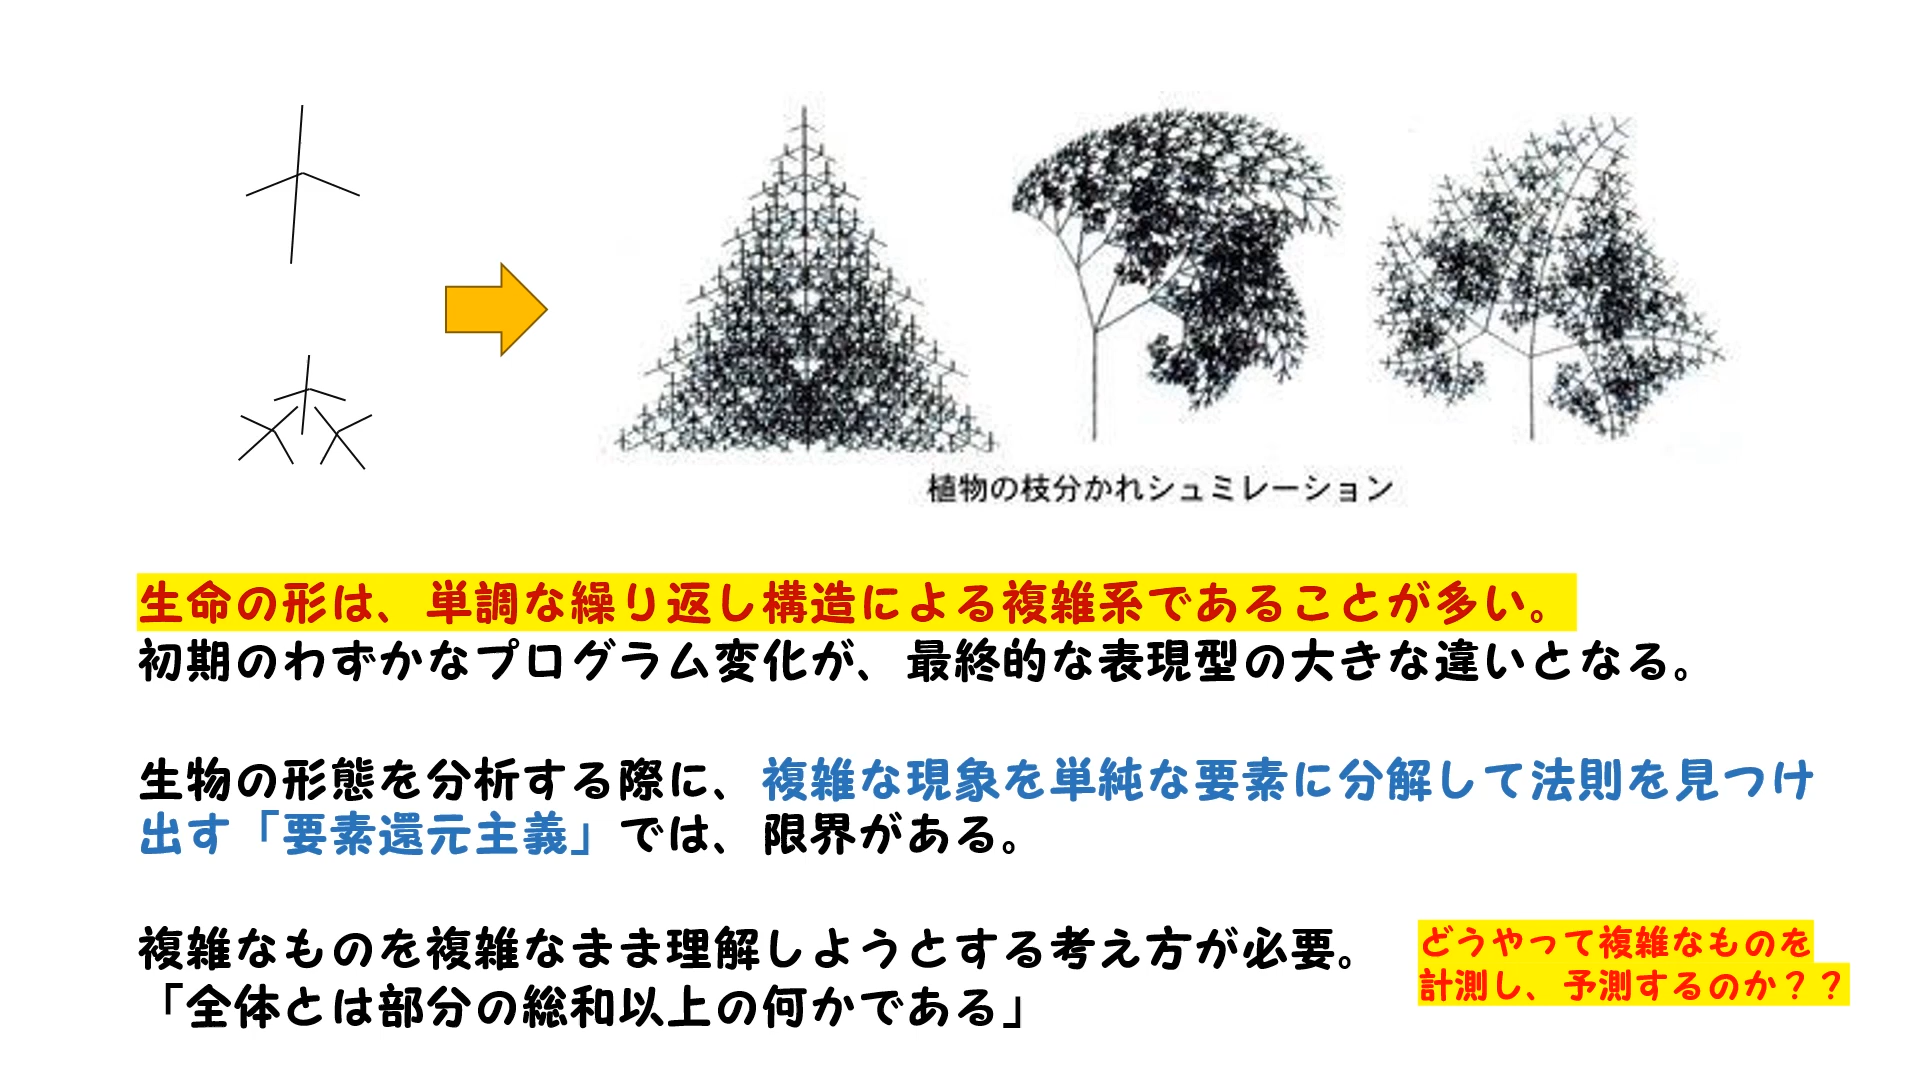 植物の枝分かれシュミレーション
生命の形は、単調な繰り返し構造による複雑系であることが多い。
初期のわずかなプログラム変化が、最終的な表現型の大きな違いとなる。
生物の形態を分析する際に、複雑な現象を単純な要素に分解して法則を見つけ
出す「要素還元主義」では、限界がある。
複雑なものを複雑なまま理解しようとする考え方が必要。
「全体とは部分の総和以上の何かである」
どうやって複雑なものを
計測し、予測するのか？？